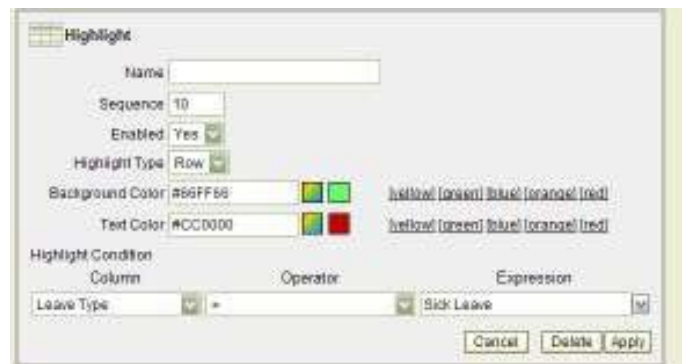 Highlight
Name
Sequence 10
Enabled Yes
Highlight Type Row
Background Color #66FF66 [yellow] [green] [blue] [orange] [red]
Text Color #CC0000 [yellow] [green] [blue] [orange] [red]
Highlight Condition
Column Operator Expression
Leave Type = Sick Leave
Cancel Delete Apply